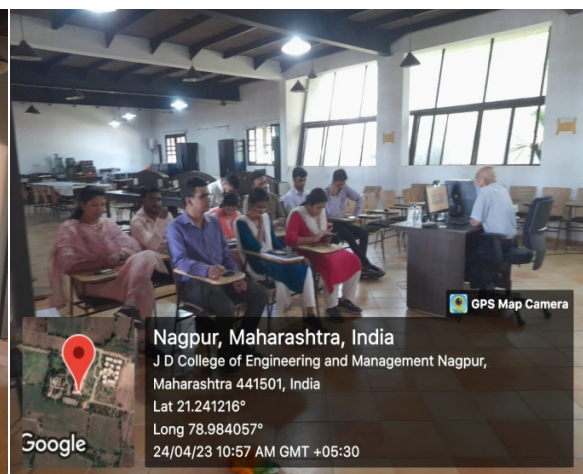 GPS Map Camera
Nagpur, Maharashtra, India
J D College of Engineering and Management Nagpur,
Maharashtra 441501, India
Lat 21.241216°
Long 78.984057°
24/04/23 10:57 AM GMT +05:30
Google